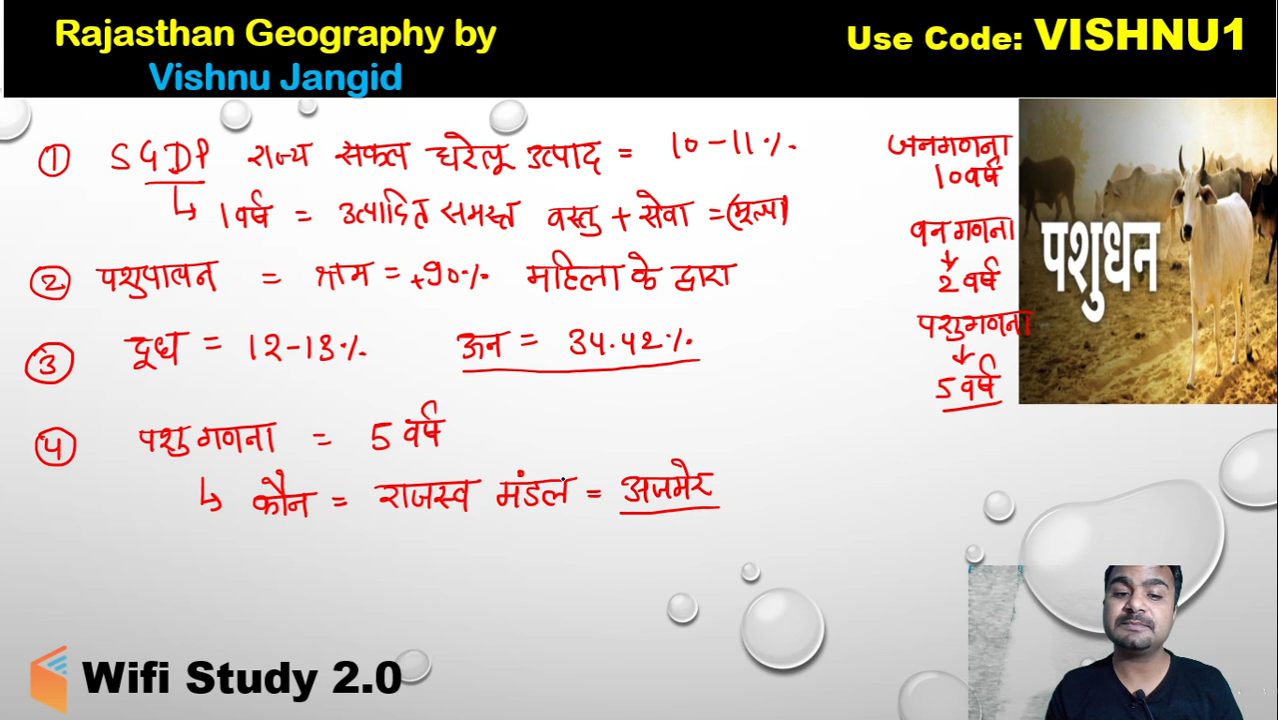 Rajasthan Geography by
Vishnu Jangid
Use Code: VISHNU1
① SGDP राज्य सकल घरेलू उत्पाद = 10-11%
↳ 1 वर्ष = उत्पादित समस्त वस्तु + सेवा = (मूल्य)
② पशुपालन = श्रम = +90% महिला के द्वारा
③ दूध = 12-13% ऊन = 34.42%
④ पशु गणना = 5 वर्ष
↳ कौन = राजस्व मंडल = अजमेर
जनगणना
10 वर्ष
वन गणना
↓
2 वर्ष
पशुगणना
↓
5 वर्ष
पशुधन
Wifi Study 2.0